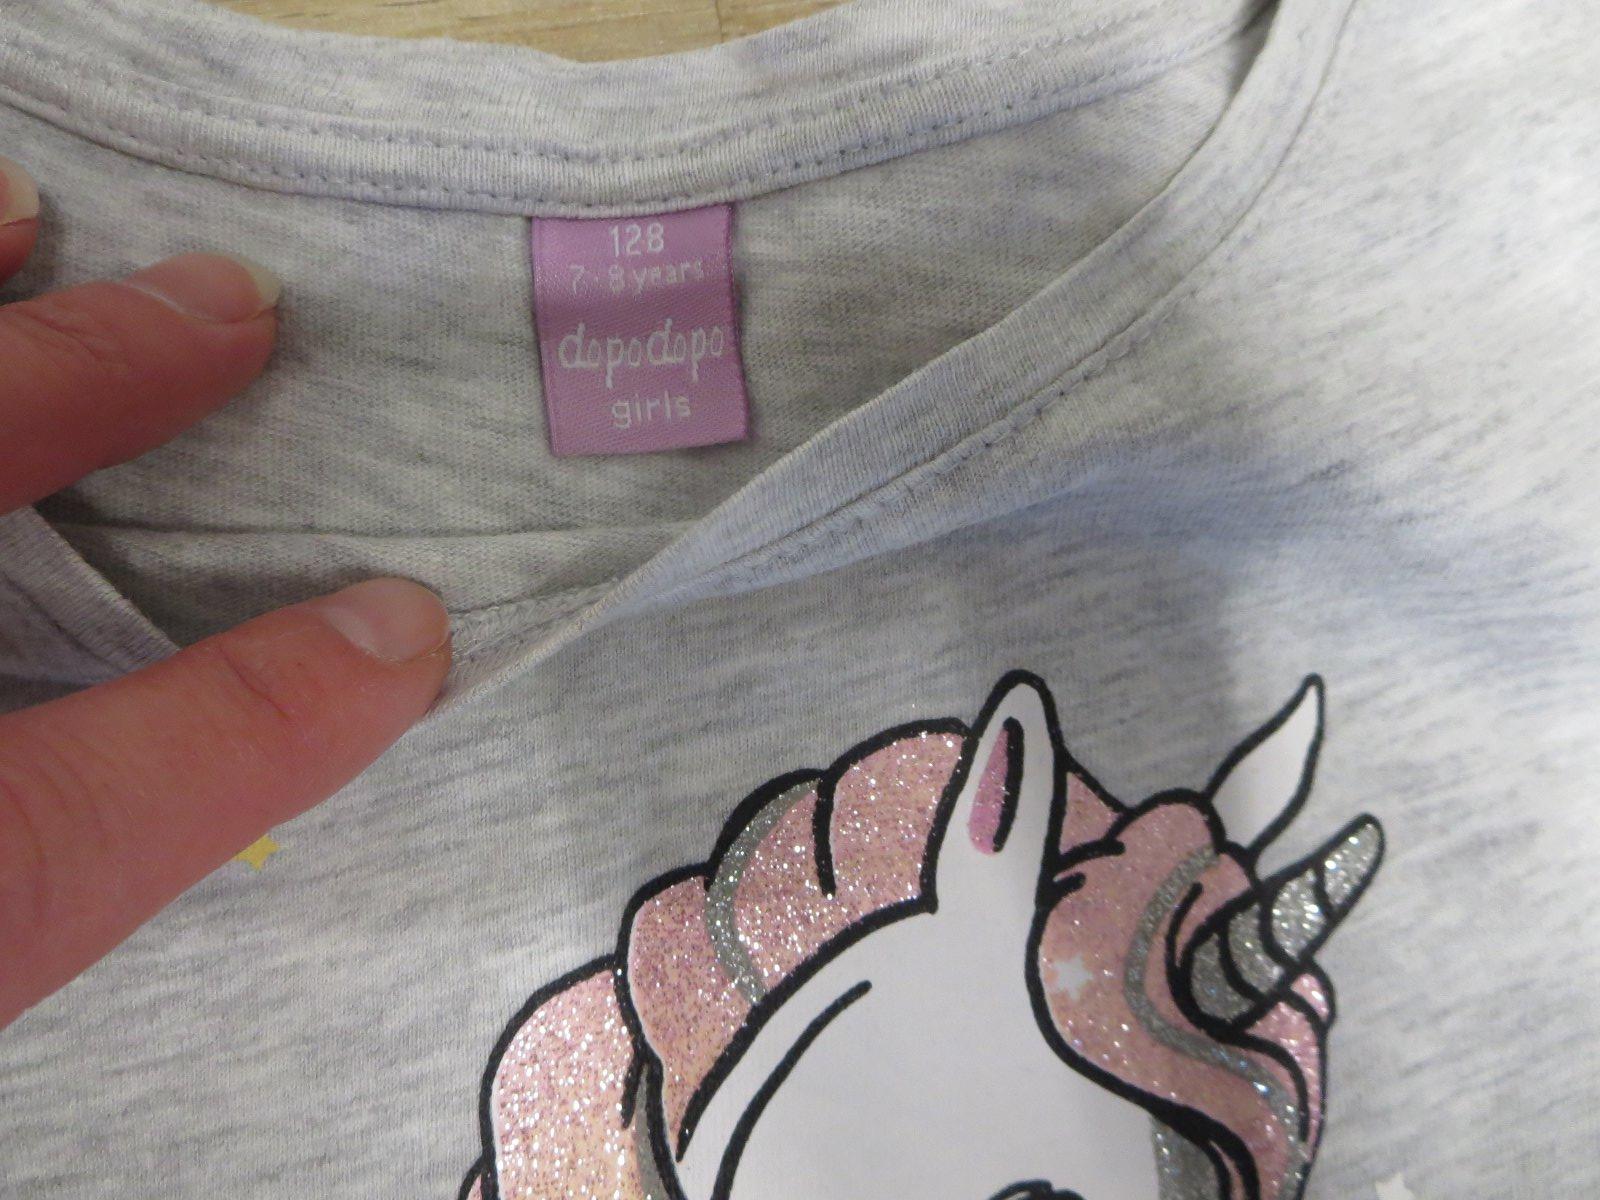 128
7-8 years
dopodopo
girls